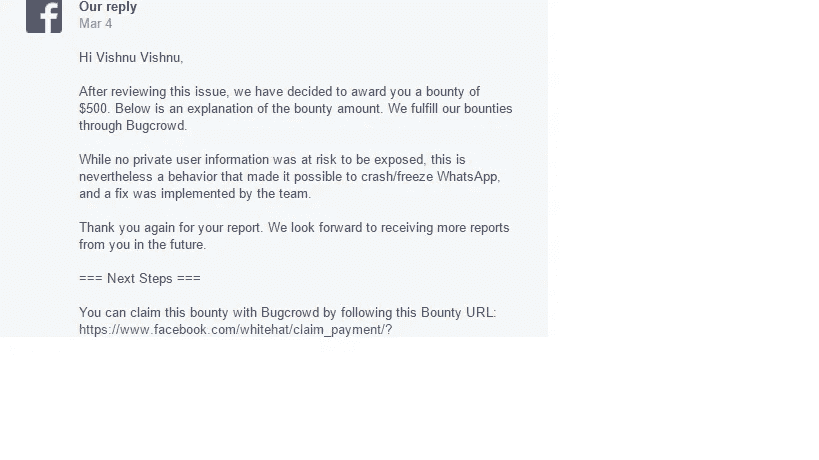 Our reply
Mar 4
Hi Vishnu Vishnu,
After reviewing this issue, we have decided to award you a bounty of
$500. Below is an explanation of the bounty amount. We fulfill our bounties
through Bugcrowd.
While no private user information was at risk to be exposed, this is
nevertheless a behavior that made it possible to crash/freeze WhatsApp,
and a fix was implemented by the team.
Thank you again for your report. We look forward to receiving more reports
from you in the future.
=== Next Steps ===
You can claim this bounty with Bugcrowd by following this Bounty URL:
https://www.facebook.com/whitehat/claim_payment/?